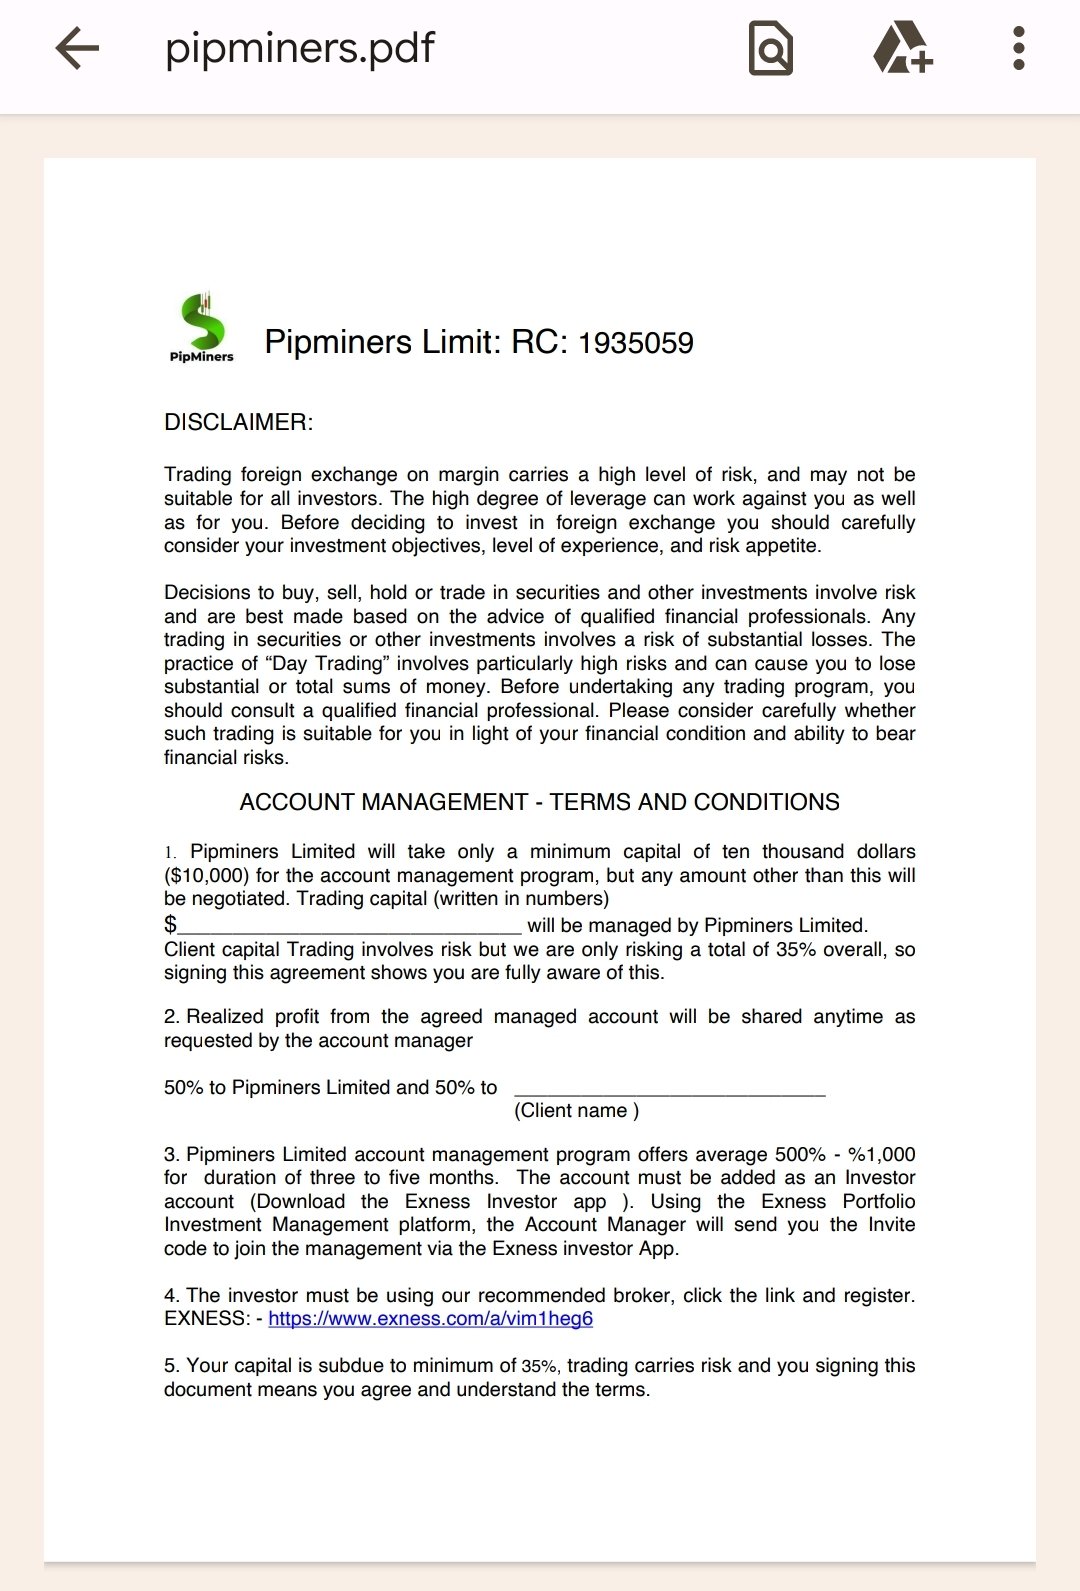 pipminers.pdf
PipMiners
Pipminers Limit: RC: 1935059
DISCLAIMER:
Trading foreign exchange on margin carries a high level of risk, and may not be
suitable for all investors. The high degree of leverage can work against you as well
as for you. Before deciding to invest in foreign exchange you should carefully
consider your investment objectives, level of experience, and risk appetite.
Decisions to buy, sell, hold or trade in securities and other investments involve risk
and are best made based on the advice of qualified financial professionals. Any
trading in securities or other investments involves a risk of substantial losses. The
practice of “Day Trading” involves particularly high risks and can cause you to lose
substantial or total sums of money. Before undertaking any trading program, you
should consult a qualified financial professional. Please consider carefully whether
such trading is suitable for you in light of your financial condition and ability to bear
financial risks.
ACCOUNT MANAGEMENT - TERMS AND CONDITIONS
1. Pipminers Limited will take only a minimum capital of ten thousand dollars
($10,000) for the account management program, but any amount other than this will
be negotiated. Trading capital (written in numbers)
$_______________________________ will be managed by Pipminers Limited.
Client capital Trading involves risk but we are only risking a total of 35% overall, so
signing this agreement shows you are fully aware of this.
2. Realized profit from the agreed managed account will be shared anytime as
requested by the account manager
50% to Pipminers Limited and 50% to ____________________________
(Client name )
3. Pipminers Limited account management program offers average 500% - %1,000
for duration of three to five months. The account must be added as an Investor
account (Download the Exness Investor app ). Using the Exness Portfolio
Investment Management platform, the Account Manager will send you the Invite
code to join the management via the Exness investor App.
4. The investor must be using our recommended broker, click the link and register.
EXNESS: - https://www.exness.com/a/vim1heg6
5. Your capital is subdue to minimum of 35%, trading carries risk and you signing this
document means you agree and understand the terms.